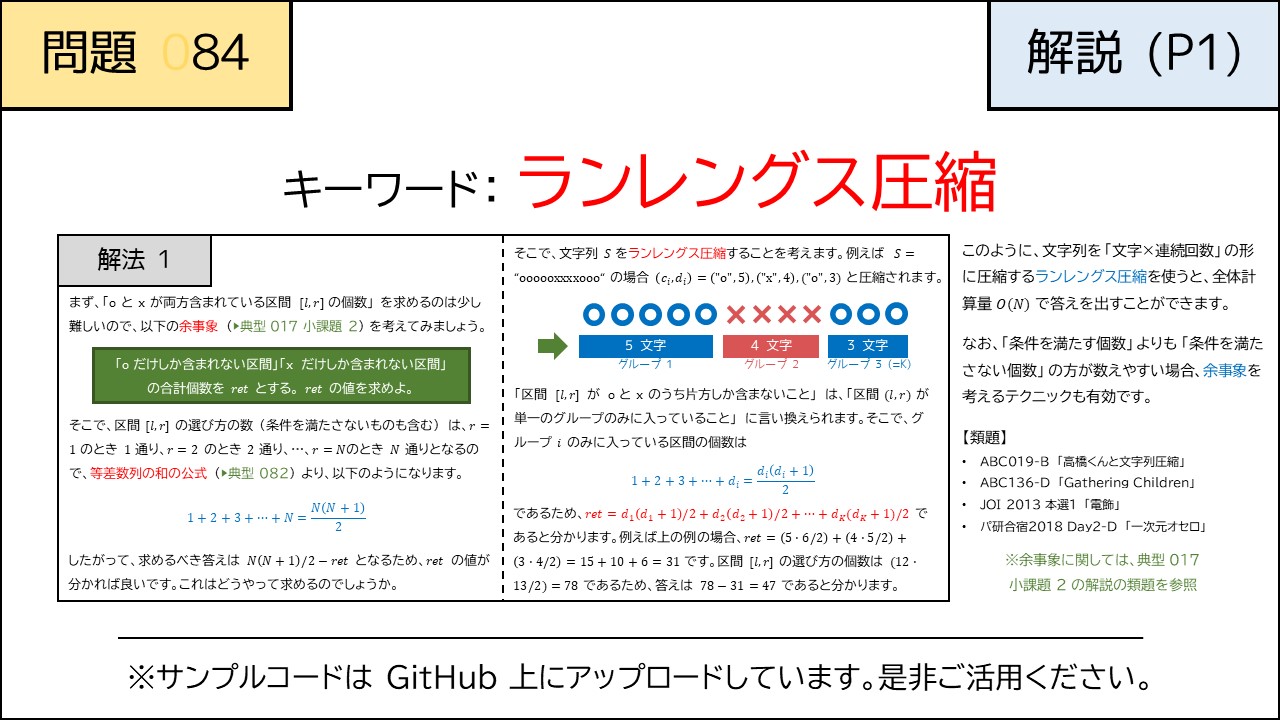 問題 084
解説 (P1)
キーワード: ランレングス圧縮
解法 1
まず、「o と x が両方含まれている区間 [l, r] の個数」 を求めるのは少し
難しいので、以下の余事象 (▶典型 017 小課題 2) を考えてみましょう。
「o だけしか含まれない区間」「x だけしか含まれない区間」
の合計個数を ret とする。ret の値を求めよ。
そこで、区間 [l, r] の選び方の数 (条件を満たさないものも含む) は、r =
1 のとき 1 通り、r = 2 のとき 2 通り、…、r = Nのとき N 通りとなるの
で、等差数列の和の公式 (▶典型 082) より、以下のようになります。
1 + 2 + 3 + ⋯ + N = N(N + 1)/2
したがって、求めるべき答えは N(N + 1)/2 − ret となるため、ret の値が
分かれば良いです。これはどうやって求めるのでしょうか。
そこで、文字列 S をランレングス圧縮することを考えます。例えば S =
“oooooxxxxooo“ の場合 (c_i, d_i) = ("o", 5), ("x", 4), ("o", 3) と圧縮されます。
5 文字 4 文字 3 文字
グループ 1 グループ 2 グループ 3 (=K)
「区間 [l, r] が o と x のうち片方しか含まないこと」 は、「区間 (l, r) が
単一のグループのみに入っていること」 に言い換えられます。そこで、グ
ループ i のみに入っている区間の個数は
1 + 2 + 3 + ⋯ + d_i = d_i(d_i + 1)/2
であるため、ret = d_1(d_1 + 1)/2 + d_2(d_2 + 1)/2 + ⋯ + d_K(d_K + 1)/2 で
あると分かります。例えば上の例の場合、ret = (5 · 6/2) + (4 · 5/2) +
(3 · 4/2) = 15 + 10 + 6 = 31 です。区間 [l, r] の選び方の個数は (12 ·
13/2) = 78 であるため、答えは 78 − 31 = 47 であると分かります。
このように、文字列を「文字×連続回数」の形
に圧縮するランレングス圧縮を使うと、全体計
算量 O(N) で答えを出すことができます。
なお、「条件を満たす個数」よりも「条件を満た
さない個数」の方が数えやすい場合、余事象を
考えるテクニックも有効です。
【類題】
• ABC019-B 「高橋くんと文字列圧縮」
• ABC136-D 「Gathering Children」
• JOI 2013 本選1 「電飾」
• パ研合宿2018 Day2-D 「一次元オセロ」
※余事象に関しては、典型 017
小課題 2 の解説の類題を参照
※サンプルコードは GitHub 上にアップロードしています。是非ご活用ください。